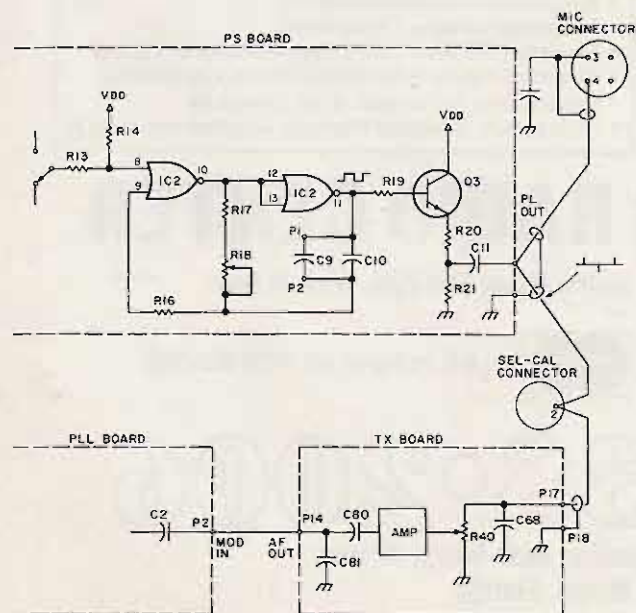 MIC
CONNECTOR
PS BOARD
3
4
VDD
VDD
R14
R13
8
9
IC2
10
12
13
IC2
11
R19
Q3
R17
P1
C9
C10
P2
R18
R16
R20
C11
R21
PL
OUT
SEL-CAL
CONNECTOR
2
PLL BOARD
TX BOARD
C2
P2
MOD
IN
P14
AF
OUT
C80
AMP
R40
C68
P17
P18
C81